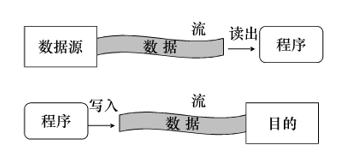 流
数据源 数据 读出 程序
流
程序 写入 数据 目的